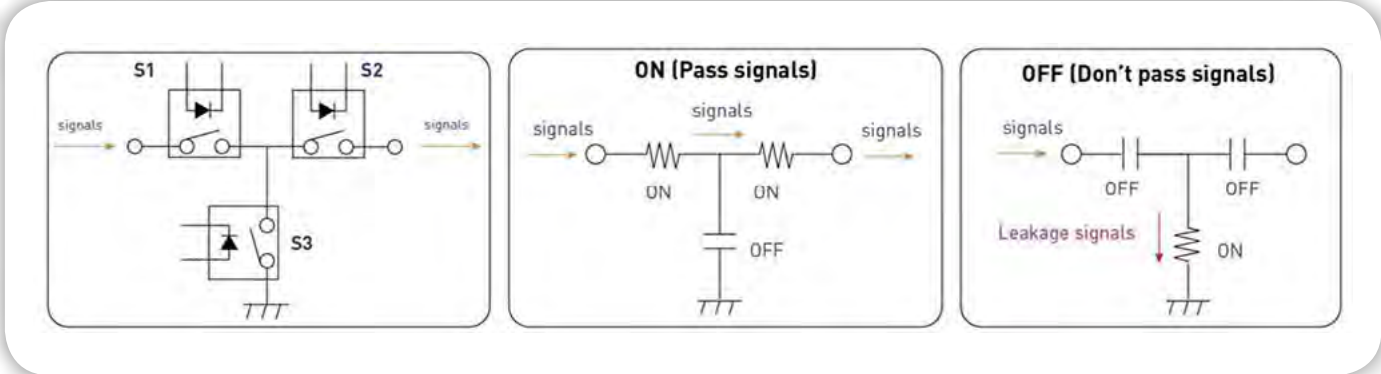 S1
S2
signals
signals
S3
ON (Pass signals)
signals
signals
signals
ON
ON
OFF
OFF (Don't pass signals)
signals
OFF
OFF
Leakage signals
ON